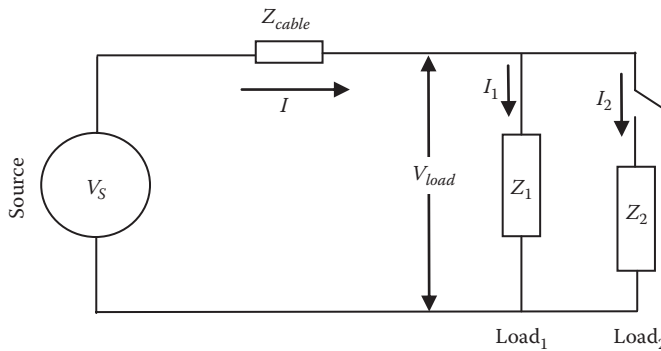 Z_cable
I
I_1
I_2
Source
V_S
V_load
Z_1
Z_2
Load_1
Load_2